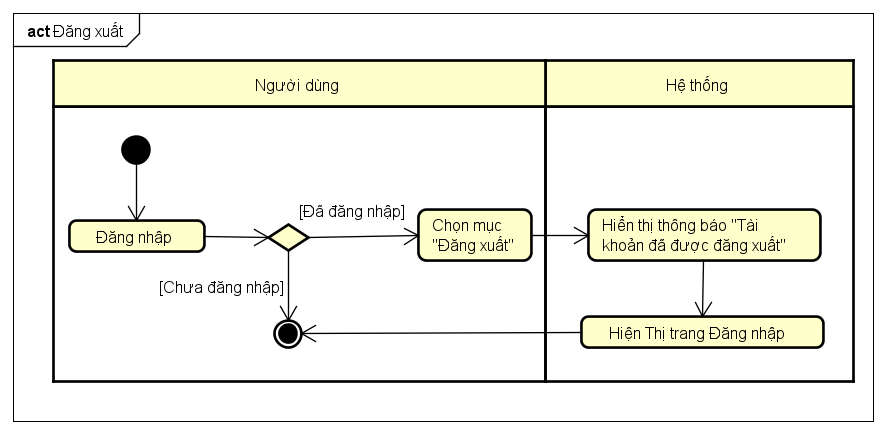 act Đăng xuất
Người dùng
Hệ thống
[Đã đăng nhập]
Đăng nhập
Chọn mục
"Đăng xuất"
Hiển thị thông báo "Tài
khoản đã được đăng xuất"
[Chưa đăng nhập]
Hiện Thị trang Đăng nhập